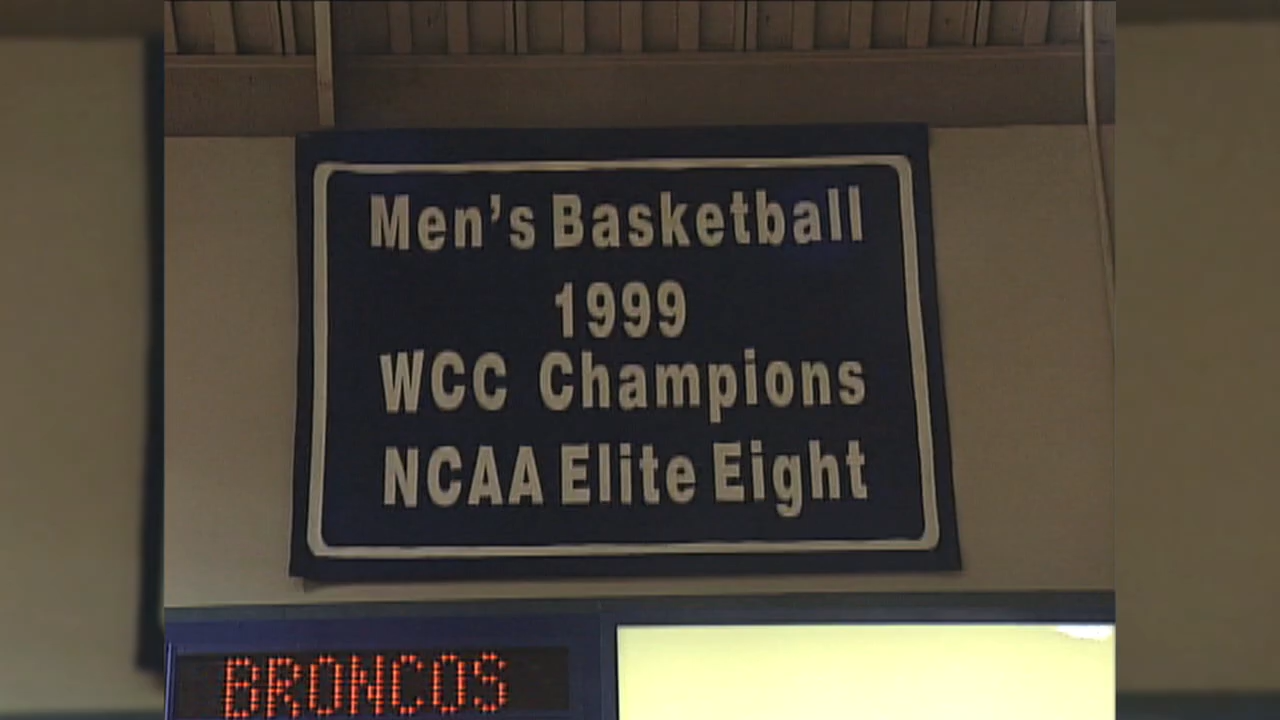 Men's Basketball
1999
WCC Champions
NCAA Elite Eight
BRONCOS